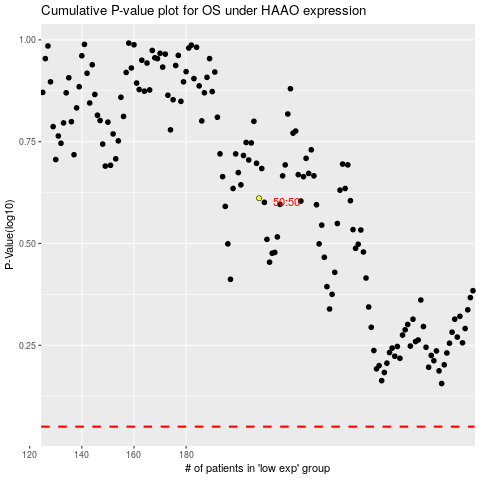 Cumulative P-value plot for OS under HAAO expression
P-Value(log10)
1.00
0.75
0.50
0.25
50:50
120 140 160 180
# of patients in 'low exp' group